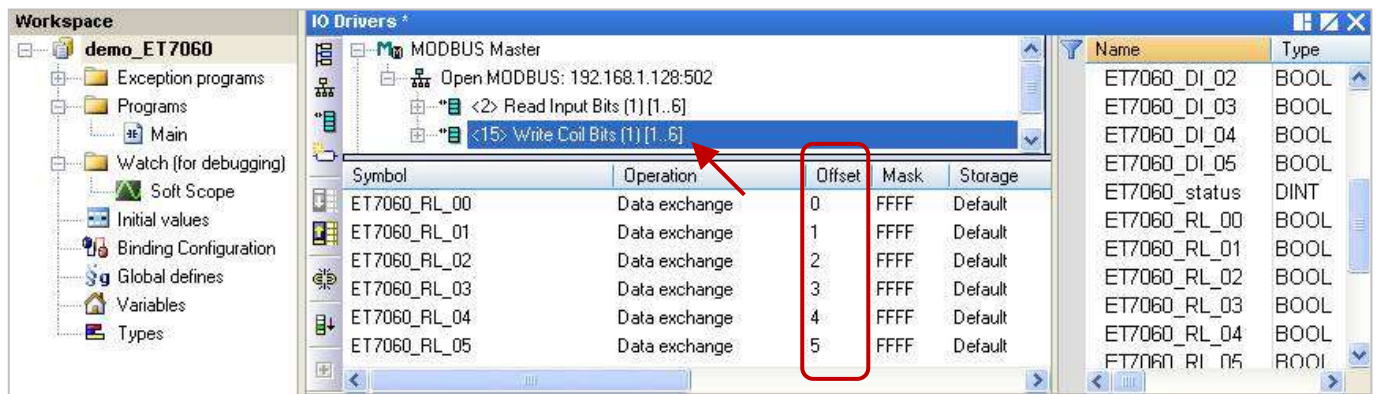 Workspace
demo_ET7060
Exception programs
Programs
Main
Watch (for debugging)
Soft Scope
Initial values
Binding Configuration
Global defines
Variables
Types
IO Drivers *
MODBUS Master
Open MODBUS: 192.168.1.128:502
<2> Read Input Bits (1) [1..6]
<15> Write Coil Bits (1) [1..6]
Symbol Operation Offset Mask Storage
ET7060_RL_00 Data exchange 0 FFFF Default
ET7060_RL_01 Data exchange 1 FFFF Default
ET7060_RL_02 Data exchange 2 FFFF Default
ET7060_RL_03 Data exchange 3 FFFF Default
ET7060_RL_04 Data exchange 4 FFFF Default
ET7060_RL_05 Data exchange 5 FFFF Default
Name Type
ET7060_DI_02 BOOL
ET7060_DI_03 BOOL
ET7060_DI_04 BOOL
ET7060_DI_05 BOOL
ET7060_status DINT
ET7060_RL_00 BOOL
ET7060_RL_01 BOOL
ET7060_RL_02 BOOL
ET7060_RL_03 BOOL
ET7060_RL_04 BOOL
ET7060_RL_05 BOOL